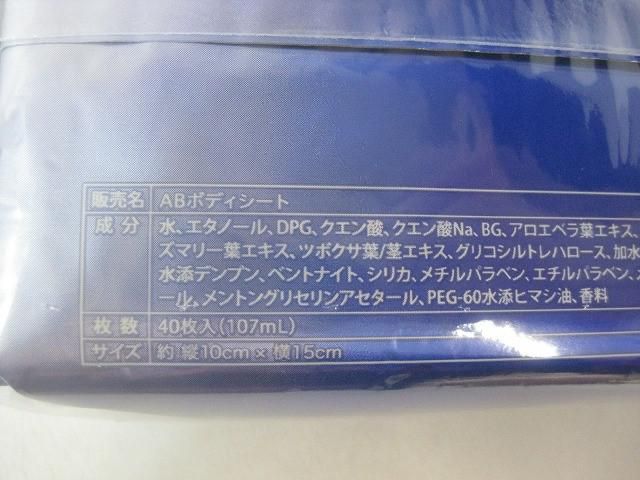 販売名 ABボディシート
成分 水、エタノール、DPG、クエン酸、クエン酸Na、BG、アロエベラ葉エキス、
ズマリー葉エキス、ツボクサ葉/茎エキス、グリコシルトレハロース、加水
水添デンプン、ベントナイト、シリカ、メチルパラベン、エチルパラベン、
ール、メントングリセリンアセタール、PEG-60水添ヒマシ油、香料
枚数 40枚入(107mL)
サイズ 約:縦10cm×横15cm